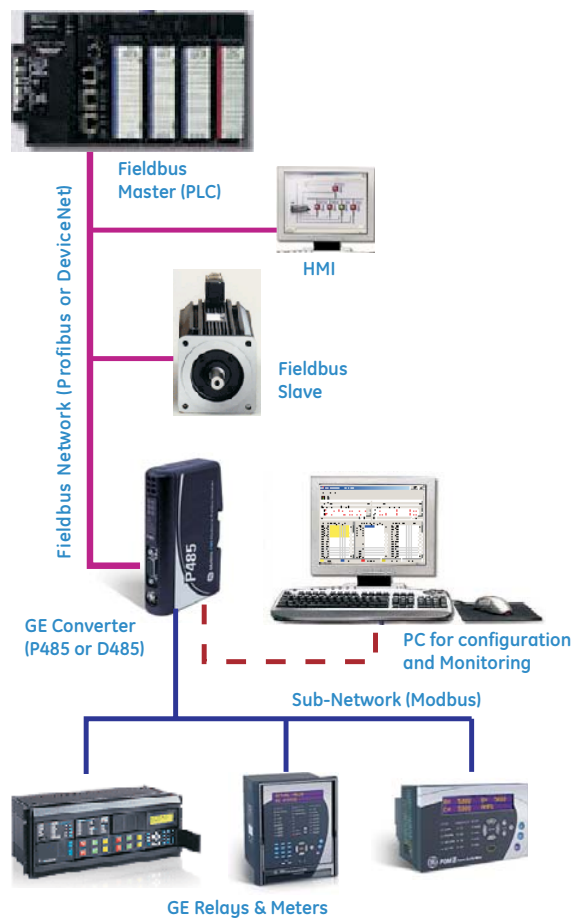 Fieldbus
Master (PLC)
HMI
Fieldbus Network (Profibus or DeviceNet)
Fieldbus
Slave
P485
GE Converter
(P485 or D485)
PC for configuration
and Monitoring
Sub-Network (Modbus)
PQMII
GE Relays & Meters